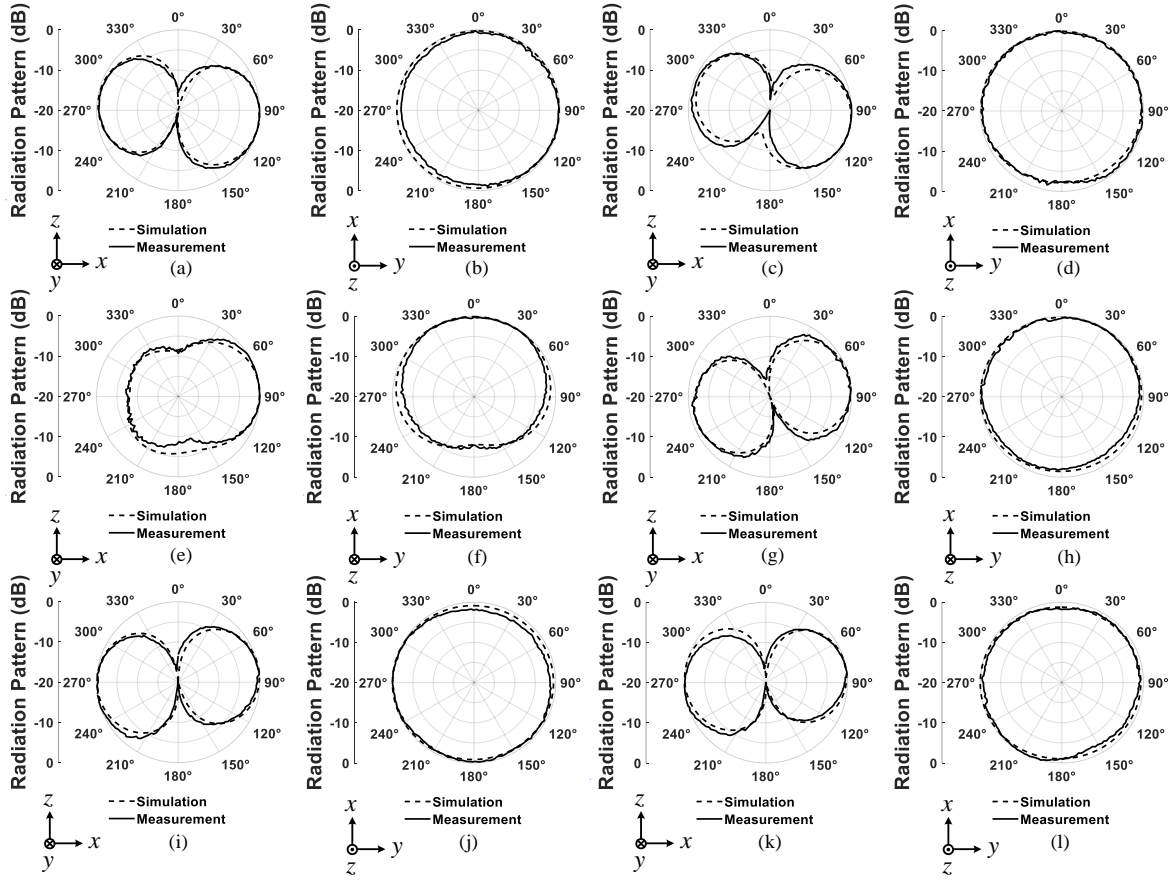 Radiation Pattern (dB)
0
-10
-20
-10
0
0°
330° 30°
300° 60°
270° 90°
240° 120°
210° 150°
180°
Simulation
Measurement
z
x
y
(a)
Radiation Pattern (dB)
0
-10
-20
-10
0
0°
330° 30°
300° 60°
270° 90°
240° 120°
210° 150°
180°
Simulation
Measurement
x
y
z
(b)
Radiation Pattern (dB)
0
-10
-20
-10
0
0°
330° 30°
300° 60°
270° 90°
240° 120°
210° 150°
180°
Simulation
Measurement
z
x
y
(c)
Radiation Pattern (dB)
0
-10
-20
-10
0
0°
330° 30°
300° 60°
270° 90°
240° 120°
210° 150°
180°
Simulation
Measurement
x
y
z
(d)
Radiation Pattern (dB)
0
-10
-20
-10
0
0°
330° 30°
300° 60°
270° 90°
240° 120°
210° 150°
180°
Simulation
Measurement
z
x
y
(e)
Radiation Pattern (dB)
0
-10
-20
-10
0
0°
330° 30°
300° 60°
270° 90°
240° 120°
210° 150°
180°
Simulation
Measurement
x
y
z
(f)
Radiation Pattern (dB)
0
-10
-20
-10
0
0°
330° 30°
300° 60°
270° 90°
240° 120°
210° 150°
180°
Simulation
Measurement
z
x
y
(g)
Radiation Pattern (dB)
0
-10
-20
-10
0
0°
330° 30°
300° 60°
270° 90°
240° 120°
210° 150°
180°
Simulation
Measurement
x
y
z
(h)
Radiation Pattern (dB)
0
-10
-20
-10
0
0°
330° 30°
300° 60°
270° 90°
240° 120°
210° 150°
180°
Simulation
Measurement
z
x
y
(i)
Radiation Pattern (dB)
0
-10
-20
-10
0
0°
330° 30°
300° 60°
270° 90°
240° 120°
210° 150°
180°
Simulation
Measurement
x
y
z
(j)
Radiation Pattern (dB)
0
-10
-20
-10
0
0°
330° 30°
300° 60°
270° 90°
240° 120°
210° 150°
180°
Simulation
Measurement
z
x
y
(k)
Radiation Pattern (dB)
0
-10
-20
-10
0
0°
330° 30°
300° 60°
270° 90°
240° 120°
210° 150°
180°
Simulation
Measurement
x
y
z
(l)